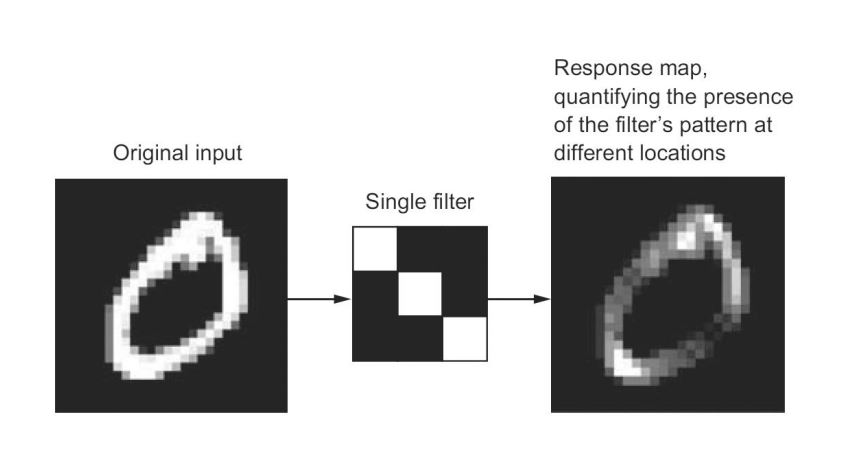 Original input
Single filter
Response map,
quantifying the presence
of the filter's pattern at
different locations